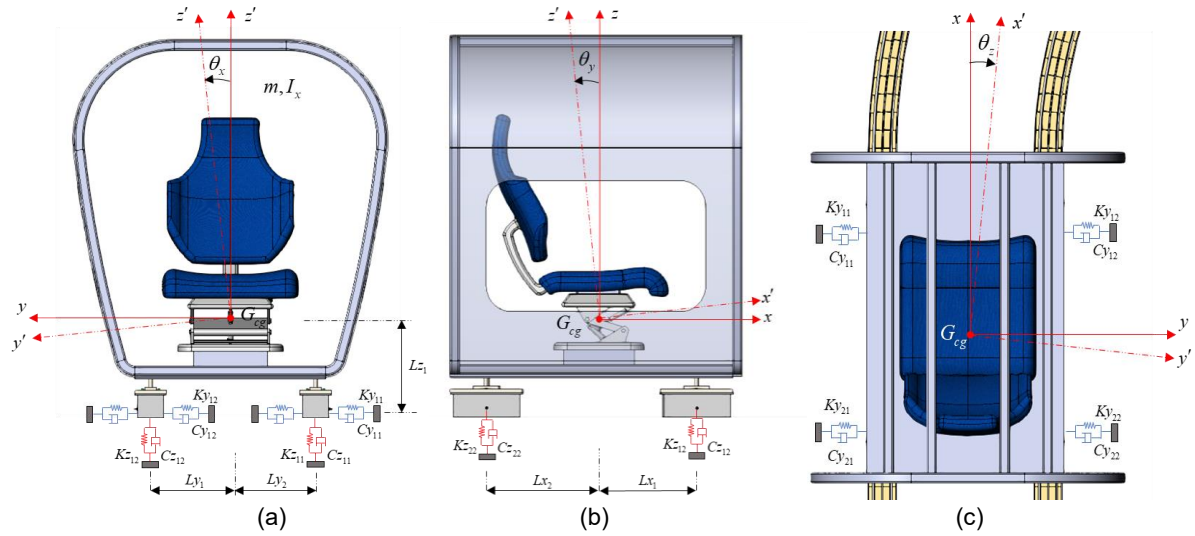 z′
z′
θx
m, Ix
y
y′
Gcg
Lz1
Ky12
Cy12
Ky11
Cy11
Kz12
Cz12
Kz11
Cz11
Ly1
Ly2
(a)
z′
z
θy
x′
x
Gcg
Kz22
Cz22
Kz12
Cz12
Lx2
Lx1
(b)
x
x′
θz
Ky11
Cy11
Ky12
Cy12
Gcg
y
y′
Ky21
Cy21
Ky22
Cy22
(c)